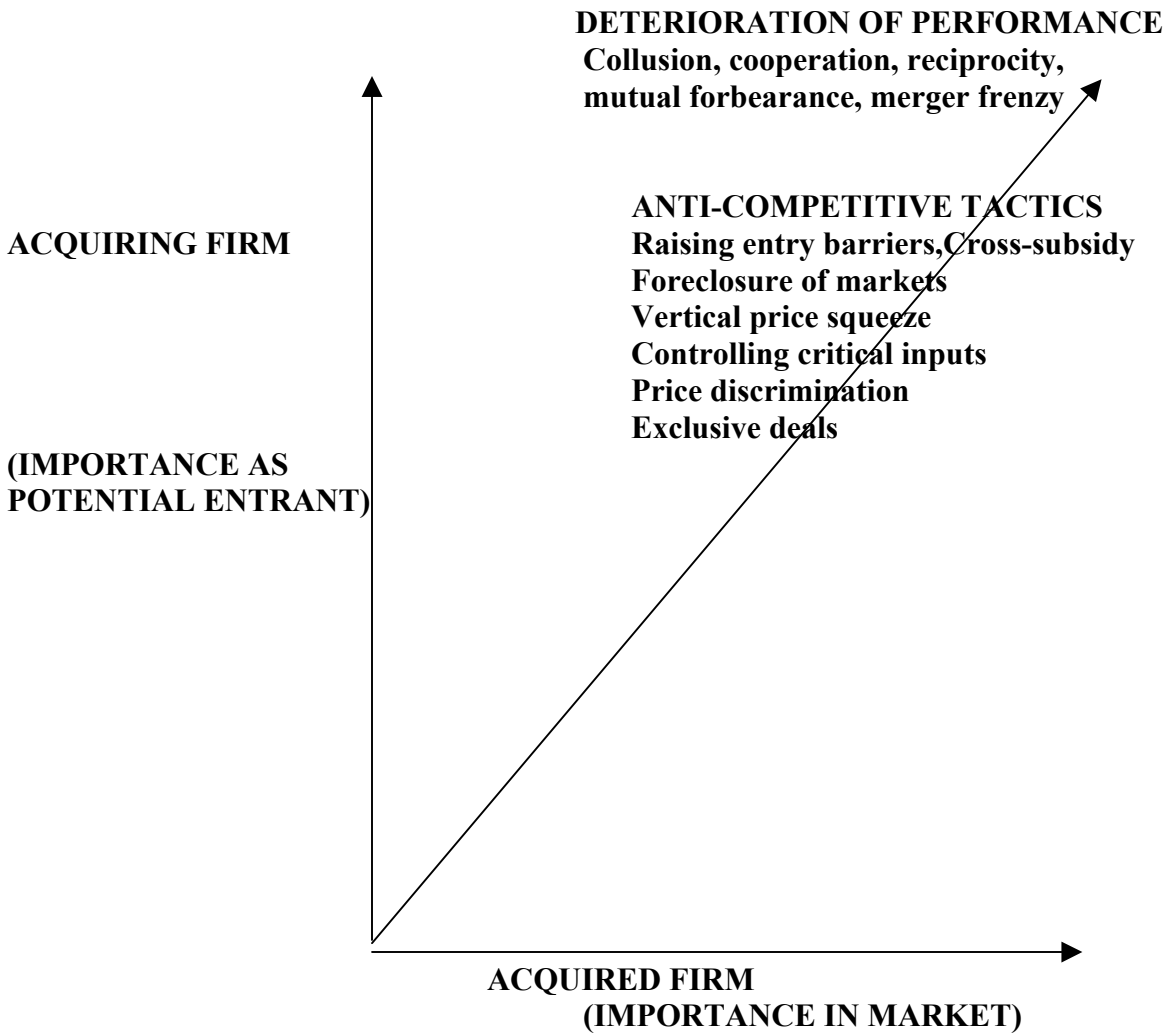 DETERIORATION OF PERFORMANCE
Collusion, cooperation, reciprocity,
mutual forbearance, merger frenzy
ANTI-COMPETITIVE TACTICS
ACQUIRING FIRM
Raising entry barriers,Cross-subsidy
Foreclosure of markets
Vertical price squeeze
Controlling critical inputs
Price discrimination
Exclusive deals
(IMPORTANCE AS
POTENTIAL ENTRANT)
ACQUIRED FIRM
(IMPORTANCE IN MARKET)